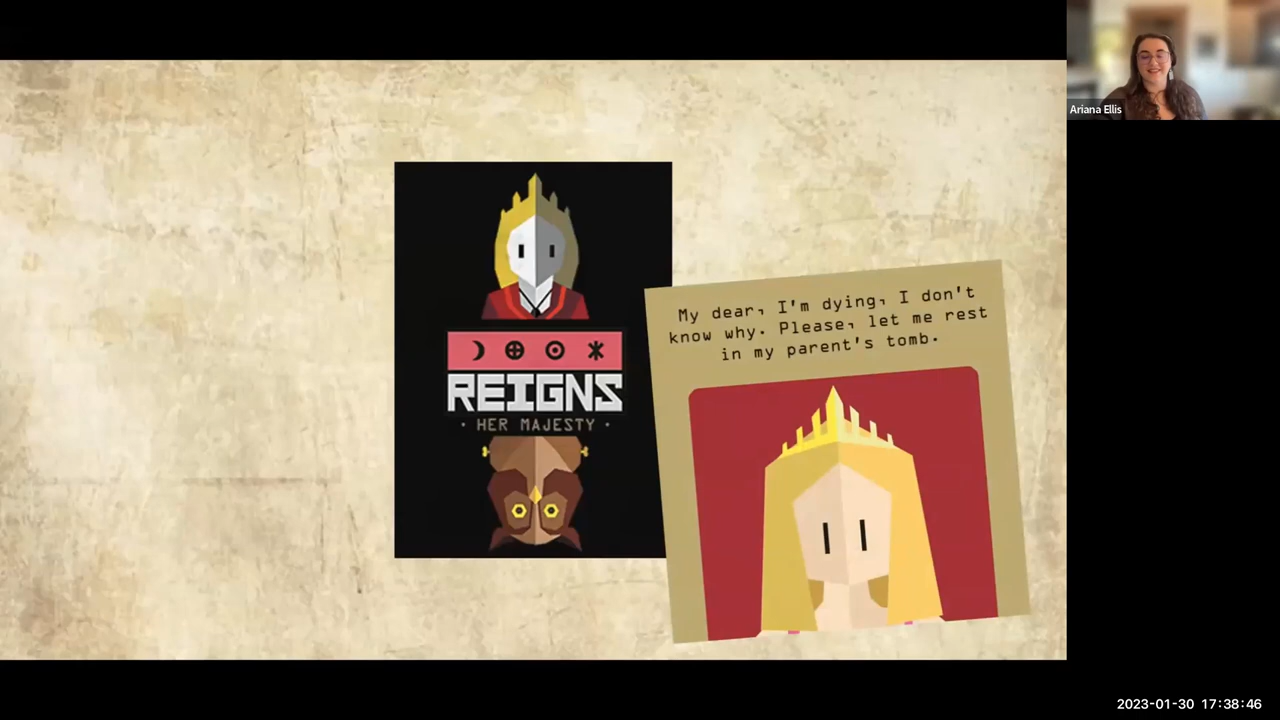 Ariana Ellis
My dear, I'm dying, I don't
know why. Please, let me rest
in my parent's tomb.
REIGNS
· HER MAJESTY ·
2023-01-30 17:38:46